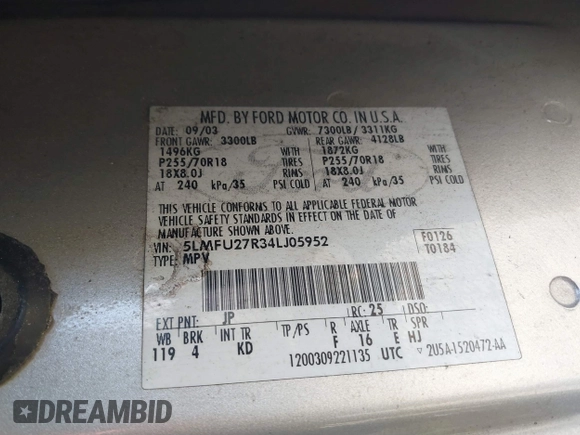 MFD. BY FORD MOTOR CO. IN U.S.A.
DATE: 09/03 GVWR: 7300LB / 3311KG
FRONT GAWR: 3300LB REAR GAWR: 4128LB
1496KG WITH 1872KG WITH
P255/70R18 TIRES P255/70R18 TIRES
18X8.0J RIMS 18X8.0J RIMS
AT 240 kPa/35 PSI COLD AT 240 kPa/35 PSI COLD
THIS VEHICLE CONFORMS TO ALL APPLICABLE FEDERAL MOTOR
VEHICLE SAFETY STANDARDS IN EFFECT ON THE DATE OF
MANUFACTURE SHOWN ABOVE.
VIN: 5LMFU27R34LJ05952 F0126
TYPE: MPV T0184
EXT PNT: JP RC: 25 DSO:
WB BRK INT TR TP/PS R AXLE TR SPR
119 4 KD F 16 E HJ
1200309221135 UTC ▽ 2U5A-1520472-AA
DREAMBID